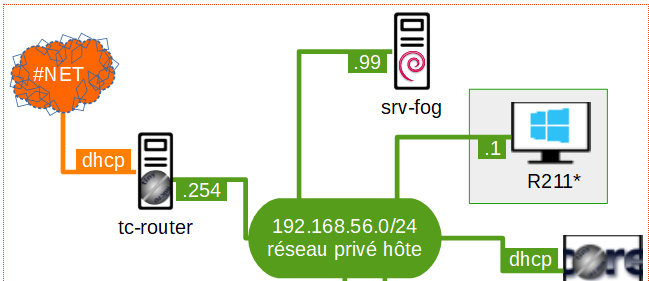 #NET
.99
srv-fog
dhcp
.1
.254
R211*
tc-router
192.168.56.0/24
réseau privé hôte
dhcp
core